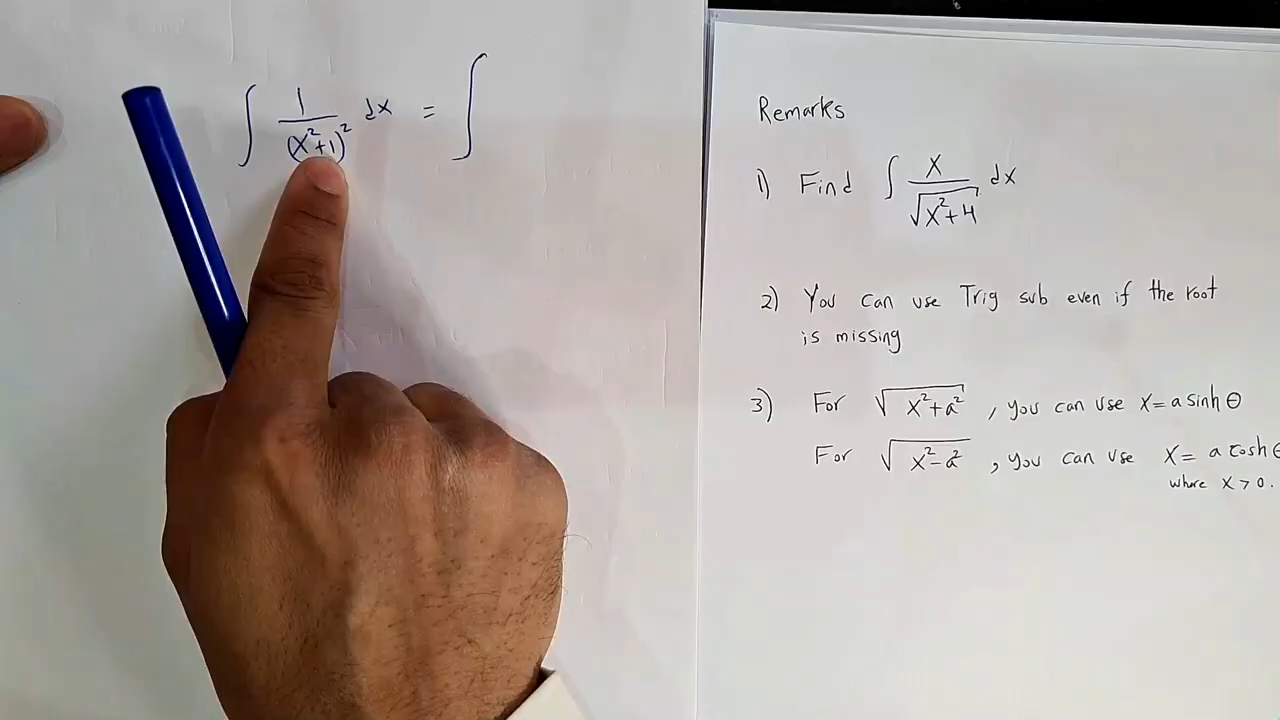 ∫ 1/(x²+1)² dx = ∫
Remarks
1) Find ∫ x/√(x²+4) dx
2) You can use Trig sub even if the root
is missing
3) For √(x²+a²) , you can use x = a sinh θ
For √(x²-a²) , you can use x = a cosh θ
where x > 0.